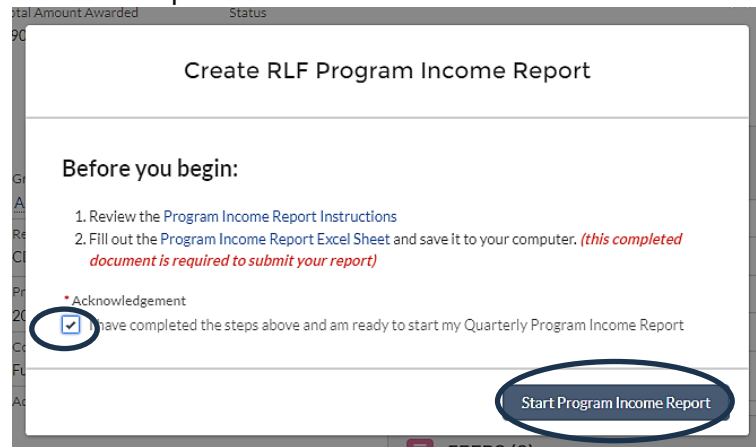 Total Amount Awarded Status
90
Create RLF Program Income Report
Before you begin:
1. Review the Program Income Report Instructions
2. Fill out the Program Income Report Excel Sheet and save it to your computer. (this completed
document is required to submit your report)
* Acknowledgement
I have completed the steps above and am ready to start my Quarterly Program Income Report
Start Program Income Report